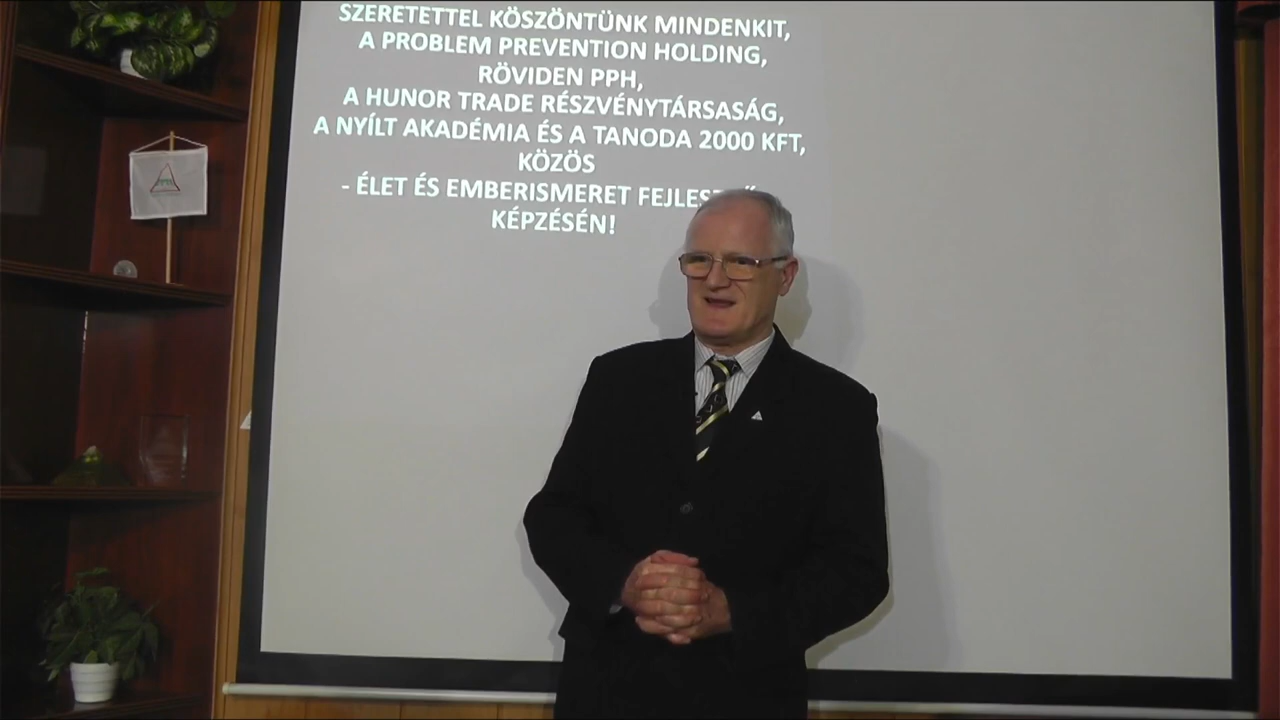 SZERETETTEL KÖSZÖNTÜNK MINDENKIT,
A PROBLEM PREVENTION HOLDING,
RÖVIDEN PPH,
A HUNOR TRADE RÉSZVÉNYTÁRSASÁG,
A NYÍLT AKADÉMIA ÉS A TANODA 2000 KFT,
KÖZÖS
- ÉLET ÉS EMBERISMERET
KÉPZÉSÉN!